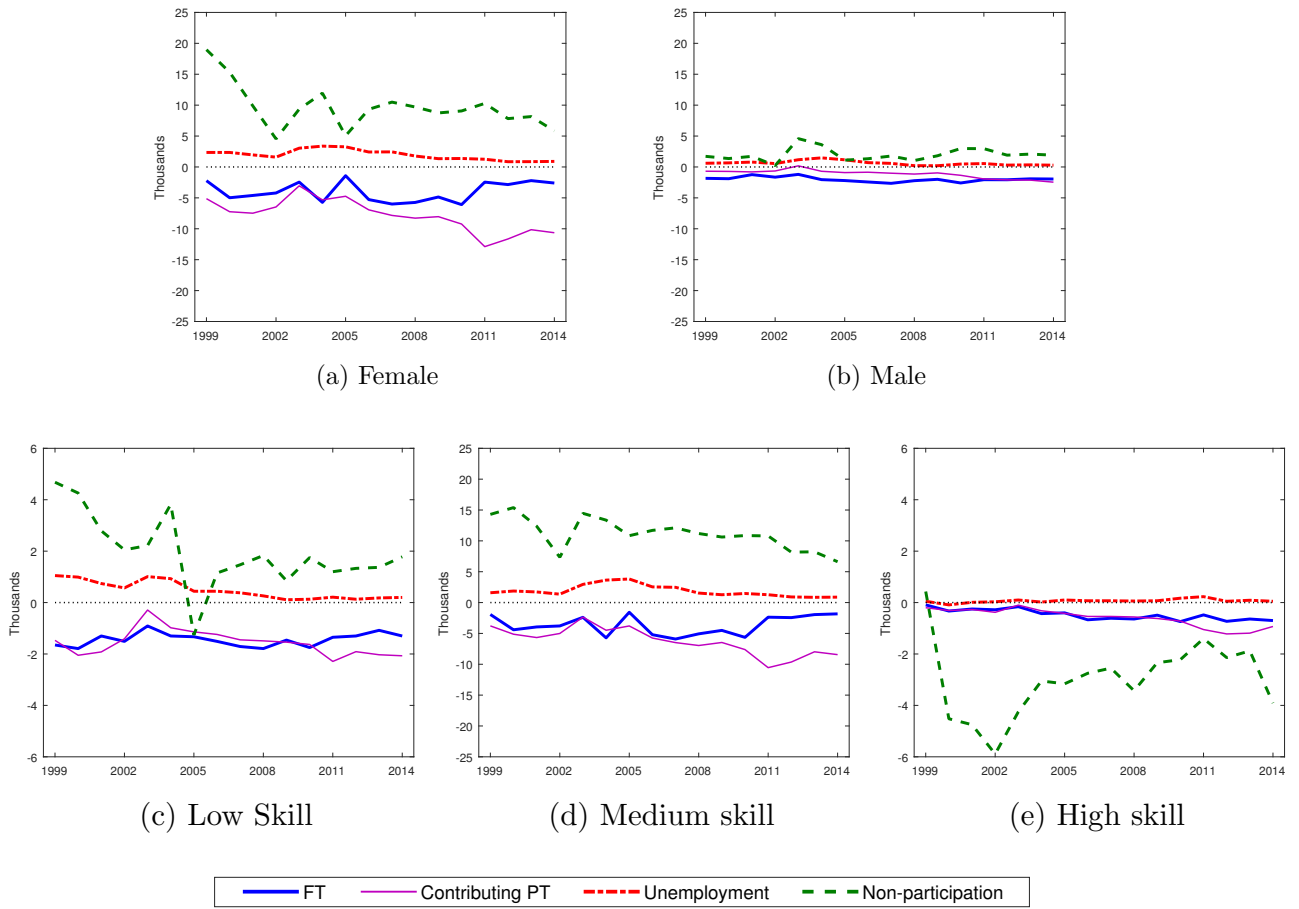 25
20
15
10
5
0
-5
-10
-15
-20
-25
Thousands
1999 2002 2005 2008 2011 2014
(a) Female
25
20
15
10
5
0
-5
-10
-15
-20
-25
Thousands
1999 2002 2005 2008 2011 2014
(b) Male
6
4
2
0
-2
-4
-6
Thousands
1999 2002 2005 2008 2011 2014
(c) Low Skill
25
20
15
10
5
0
-5
-10
-15
-20
-25
Thousands
1999 2002 2005 2008 2011 2014
(d) Medium skill
6
4
2
0
-2
-4
-6
Thousands
1999 2002 2005 2008 2011 2014
(e) High skill
FT Contributing PT Unemployment Non-participation